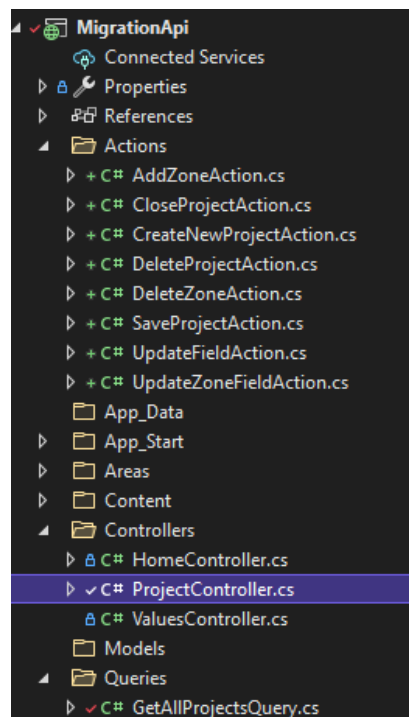 MigrationApi
Connected Services
Properties
References
Actions
C# AddZoneAction.cs
C# CloseProjectAction.cs
C# CreateNewProjectAction.cs
C# DeleteProjectAction.cs
C# DeleteZoneAction.cs
C# SaveProjectAction.cs
C# UpdateFieldAction.cs
C# UpdateZoneFieldAction.cs
App_Data
App_Start
Areas
Content
Controllers
C# HomeController.cs
C# ProjectController.cs
C# ValuesController.cs
Models
Queries
C# GetAllProjectsQuery.cs